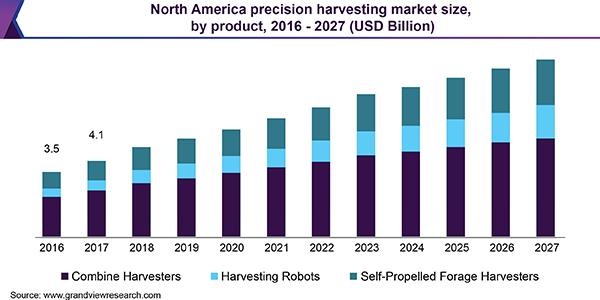 North America precision harvesting market size,
by product, 2016 - 2027 (USD Billion)
3.5
4.1
2016 2017 2018 2019 2020 2021 2022 2023 2024 2025 2026 2027
Combine Harvesters Harvesting Robots Self-Propelled Forage Harvesters
Source: www.grandviewresearch.com